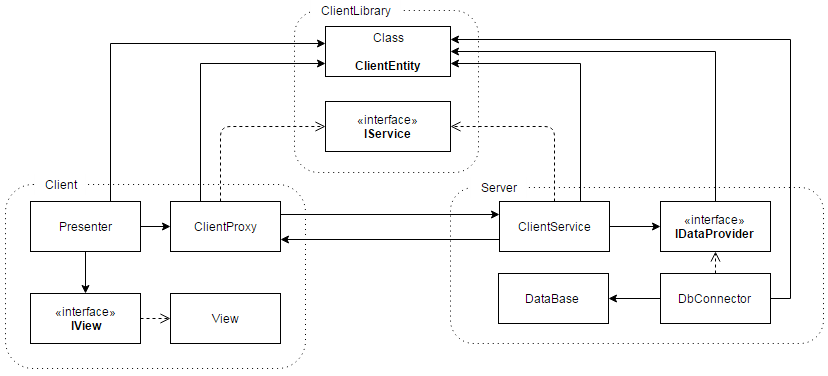 ClientLibrary
Class
ClientEntity
«interface»
IService
Client
Server
Presenter
ClientProxy
ClientService
«interface»
IDataProvider
«interface»
IView
View
DataBase
DbConnector